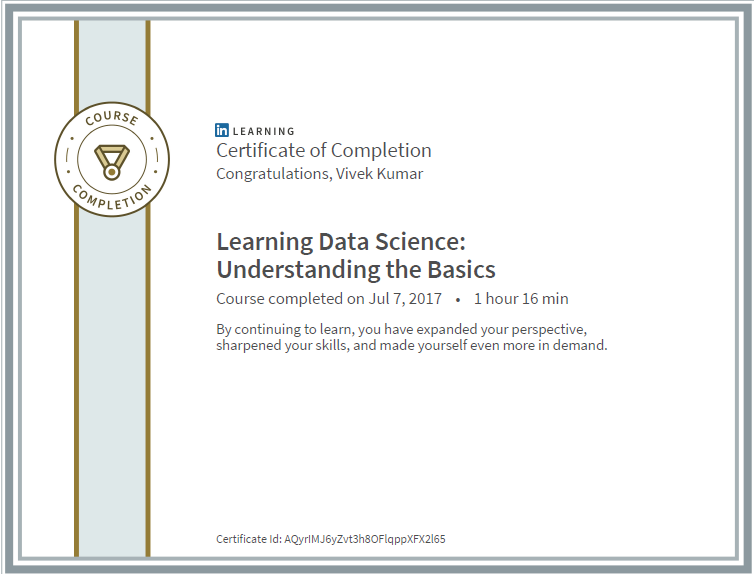 COURSE
COMPLETION
in LEARNING
Certificate of Completion
Congratulations, Vivek Kumar
Learning Data Science:
Understanding the Basics
Course completed on Jul 7, 2017 • 1 hour 16 min
By continuing to learn, you have expanded your perspective,
sharpened your skills, and made yourself even more in demand.
Certificate Id: AQyrIMJ6yZvt3h8OFlqppXFX2l65